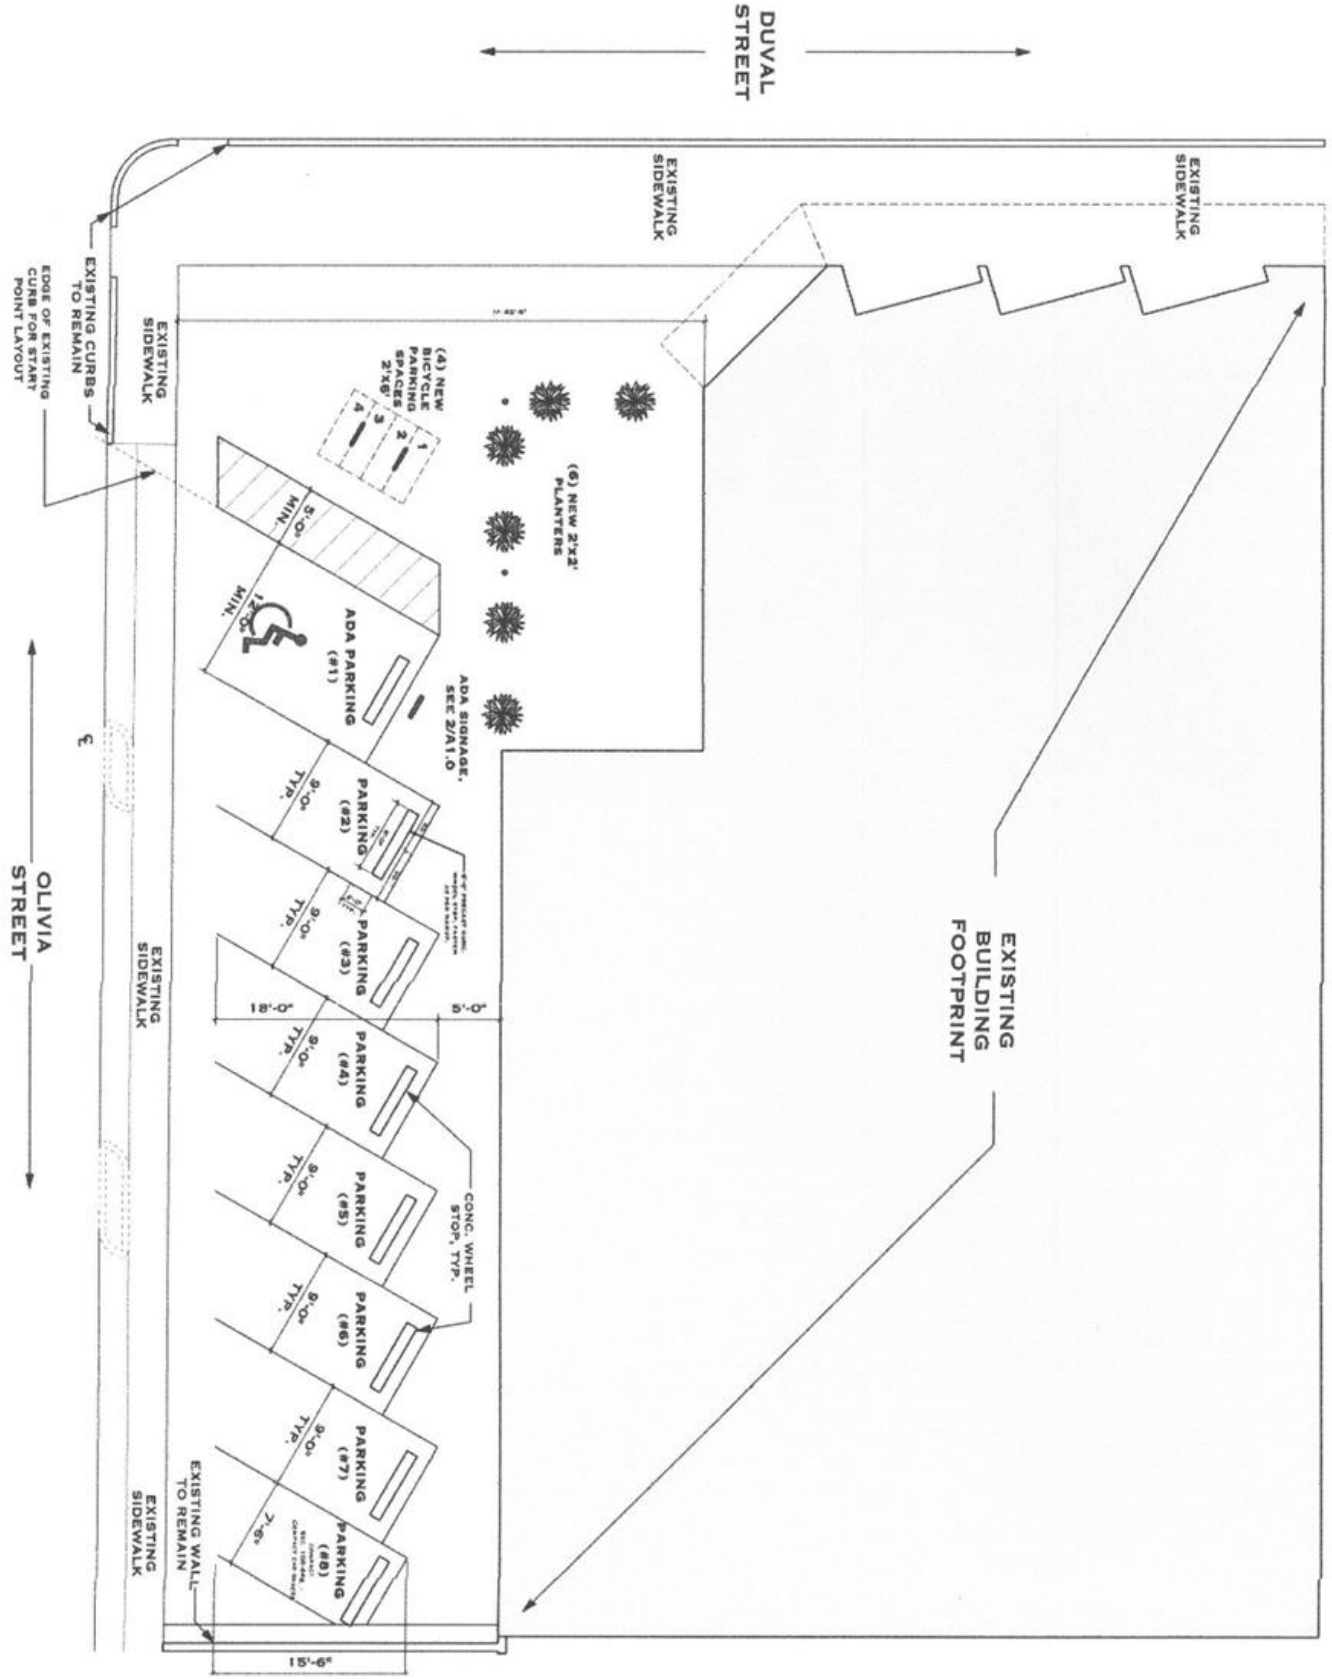 DUVAL
STREET
EXISTING
SIDEWALK
EXISTING
SIDEWALK
EXISTING CURBS
TO REMAIN
EDGE OF EXISTING
CURB FOR START
POINT LAYOUT
EXISTING
SIDEWALK
(4) NEW
BICYCLE
PARKING
SPACES
2'X6'
1
2
3
4
(6) NEW 2'X2'
PLANTERS
5'-0"
MIN.
12'-0"
MIN.
ADA PARKING
(#1)
ADA SIGNAGE,
SEE 2/A1.0
PARKING
(#2)
9'-0"
TYP.
PARKING
(#3)
9'-0"
TYP.
18'-0"
5'-0"
PARKING
(#4)
9'-0"
TYP.
CONC. WHEEL
STOP, TYP.
PARKING
(#5)
9'-0"
TYP.
PARKING
(#6)
9'-0"
TYP.
PARKING
(#7)
9'-0"
TYP.
PARKING
(#8)
7'-6"
15'-6"
EXISTING WALL
TO REMAIN
EXISTING
SIDEWALK
EXISTING
SIDEWALK
OLIVIA
STREET
EXISTING
BUILDING
FOOTPRINT